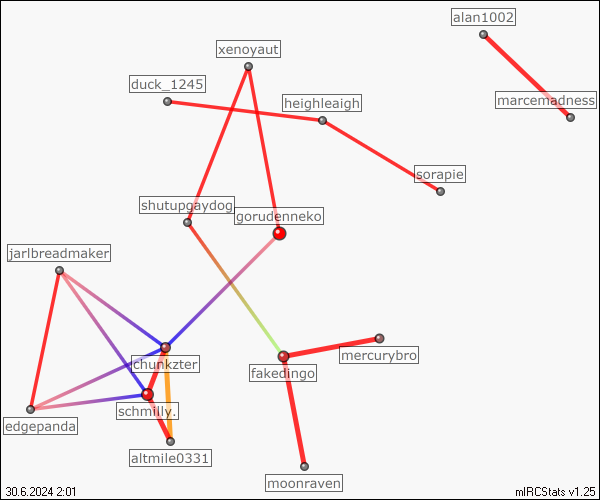 alan1002
xenoyaut
duck_1245
heighleaigh
marcemadness
sorapie
shutupgaydog
gorudenneko
jarlbreadmaker
chunkzter
mercurybro
fakedingo
schmilly.
edgepanda
altmile0331
moonraven
30.6.2024 2:01
mIRCStats v1.25